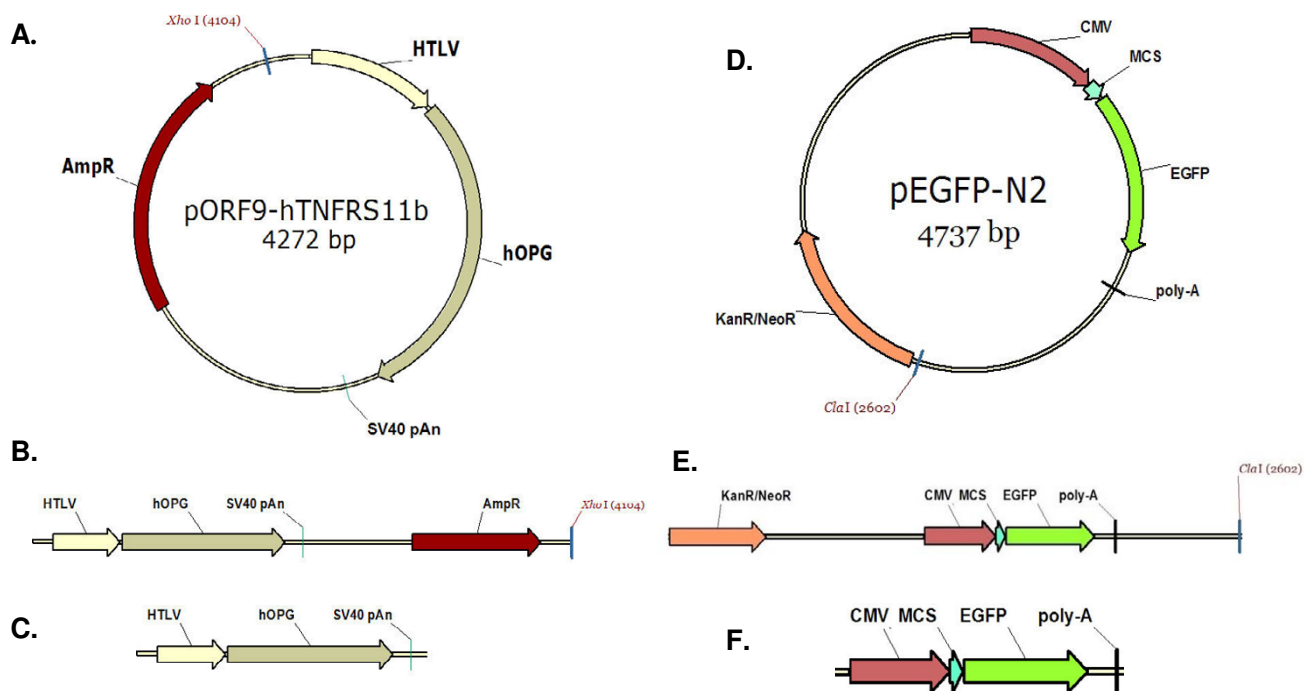 A.
Xho I (4104)
HTLV
AmpR
pORF9-hTNFRS11b
4272 bp
hOPG
SV40 pAn
B.
HTLV
hOPG
SV40 pAn
AmpR
Xho I (4104)
C.
HTLV
hOPG
SV40 pAn
D.
CMV
MCS
EGFP
pEGFP-N2
4737 bp
poly-A
KanR/NeoR
ClaI (2602)
E.
KanR/NeoR
CMV MCS
EGFP
poly-A
ClaI (2602)
F.
CMV MCS
EGFP
poly-A